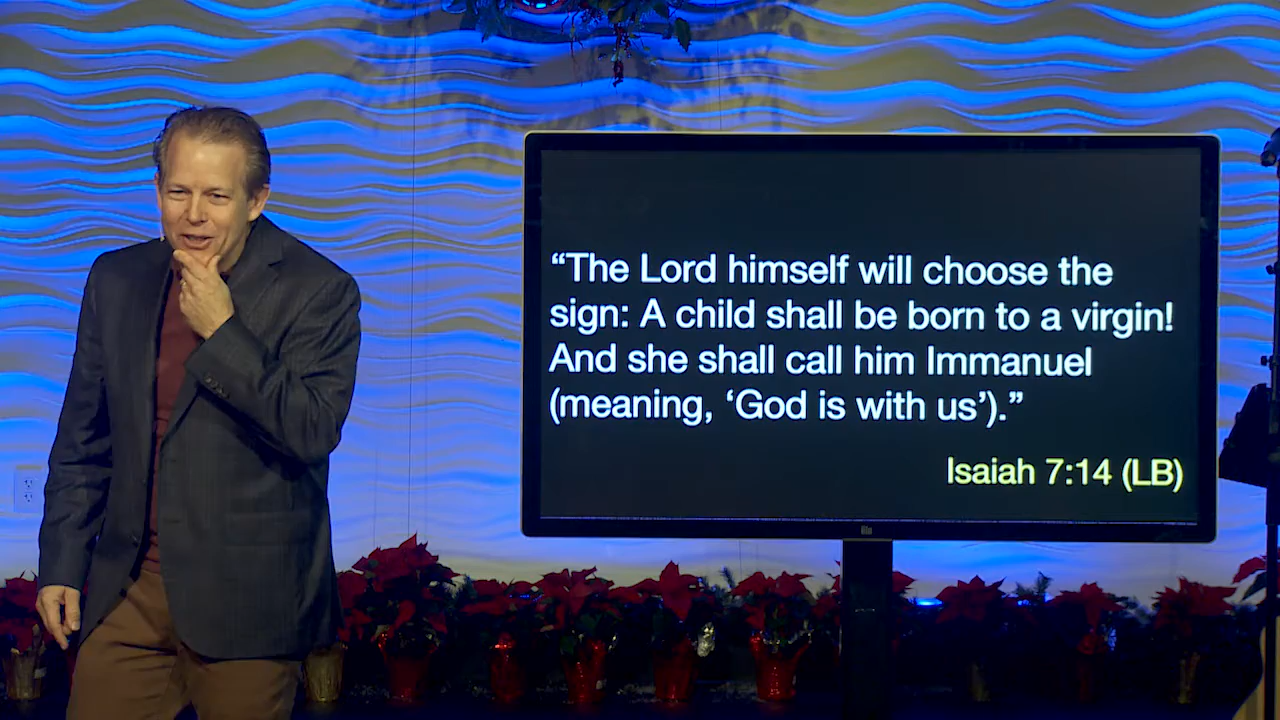 “The Lord himself will choose the
sign: A child shall be born to a virgin!
And she shall call him Immanuel
(meaning, ‘God is with us’).”
Isaiah 7:14 (LB)
elo